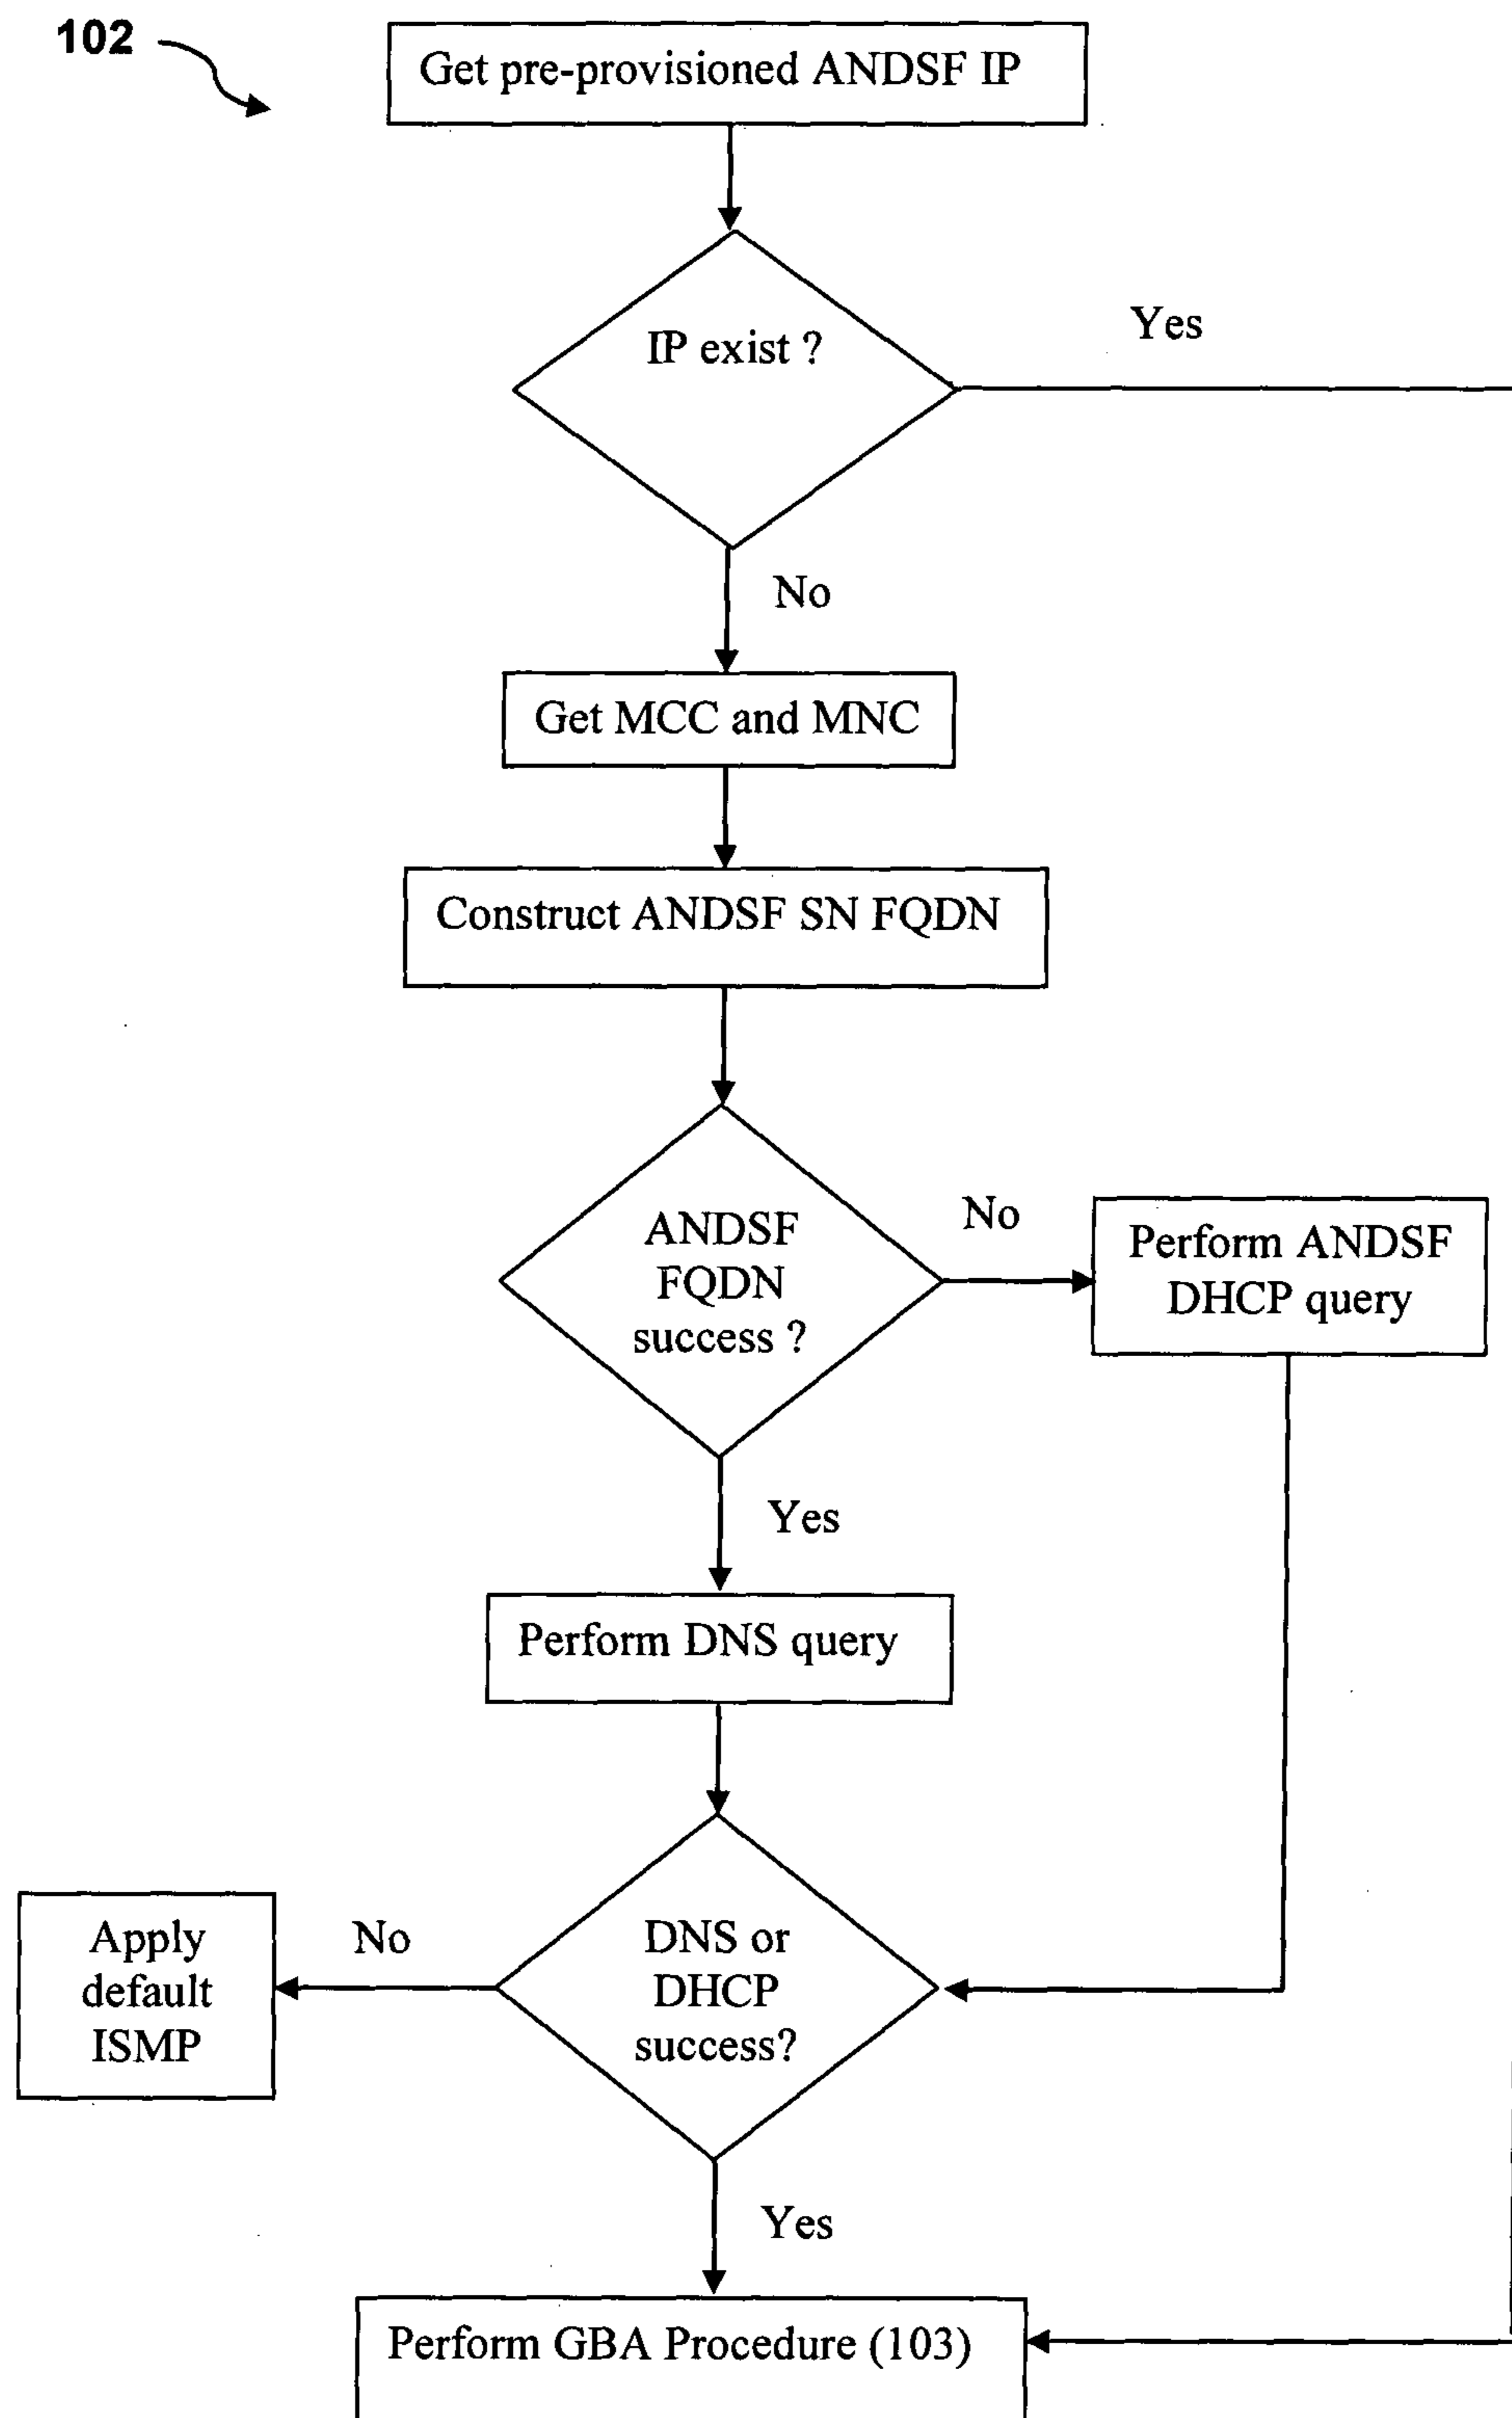 102
Get pre-provisioned ANDSF IP
IP exist ?
Yes
No
Get MCC and MNC
Construct ANDSF SN FQDN
ANDSF
FQDN
success ?
No
Perform ANDSF
DHCP query
Yes
Perform DNS query
DNS or
DHCP
success?
No
Apply
default
ISMP
Yes
Perform GBA Procedure (103)